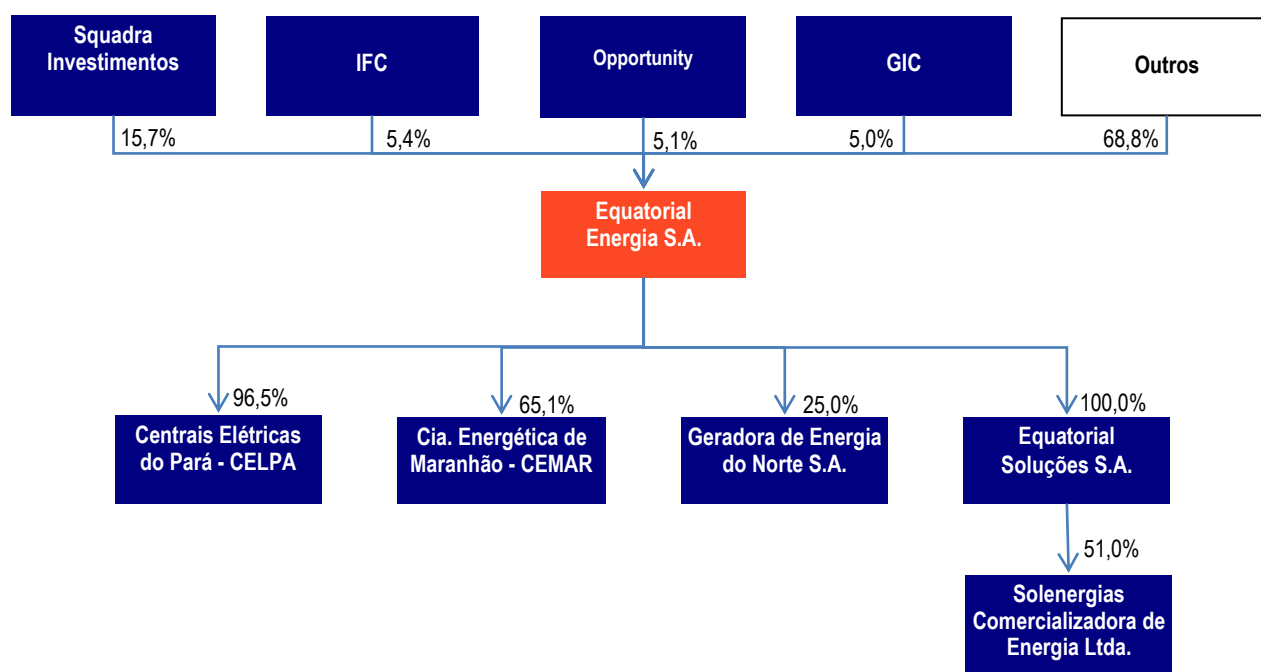 Squadra
Investimentos
IFC
Opportunity
GIC
Outros
15,7%
5,4%
5,1%
5,0%
68,8%
Equatorial
Energia S.A.
96,5%
65,1%
25,0%
100,0%
Centrais Elétricas
do Pará - CELPA
Cia. Energética de
Maranhão - CEMAR
Geradora de Energia
do Norte S.A.
Equatorial
Soluções S.A.
51,0%
Solenergias
Comercializadora de
Energia Ltda.